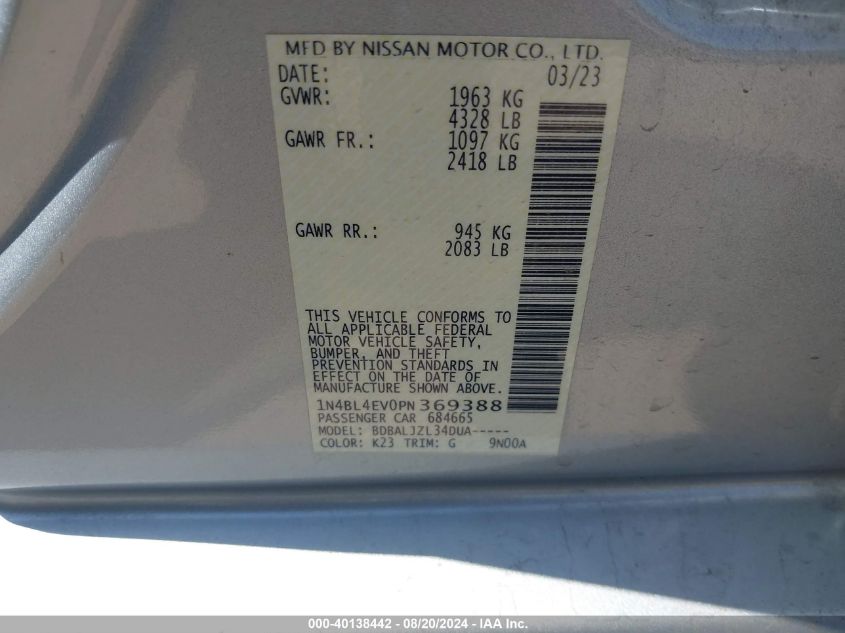 MFD BY NISSAN MOTOR CO., LTD.
DATE: 03/23
GVWR: 1963 KG
4328 LB
GAWR FR.: 1097 KG
2418 LB
GAWR RR.: 945 KG
2083 LB
THIS VEHICLE CONFORMS TO
ALL APPLICABLE FEDERAL
MOTOR VEHICLE SAFETY,
BUMPER, AND THEFT
PREVENTION STANDARDS IN
EFFECT ON THE DATE OF
MANUFACTURE SHOWN ABOVE.
1N4BL4EV0PN369388
PASSENGER CAR 684665
MODEL: BDBALJZL34DUA-----
COLOR: K23 TRIM: G 9N00A
000-40138442 - 08/20/2024 - IAA Inc.